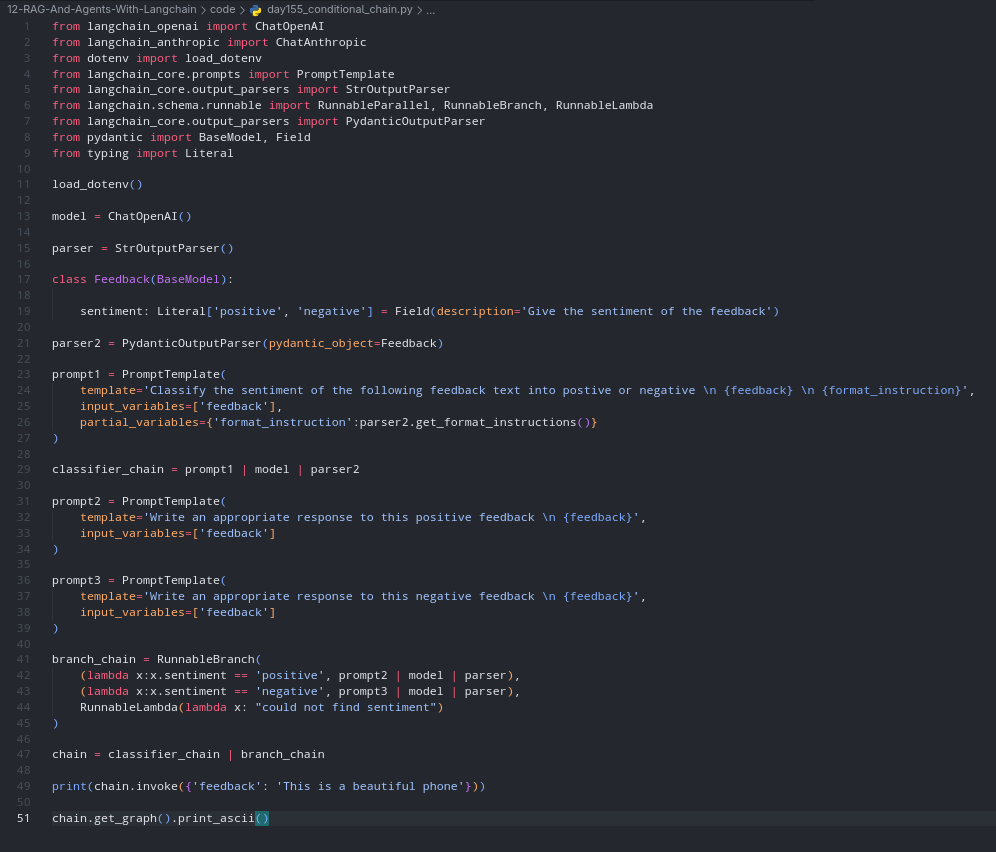 12-RAG-And-Agents-With-Langchain > code > day155_conditional_chain.py > ...
1 from langchain_openai import ChatOpenAI
2 from langchain_anthropic import ChatAnthropic
3 from dotenv import load_dotenv
4 from langchain_core.prompts import PromptTemplate
5 from langchain_core.output_parsers import StrOutputParser
6 from langchain.schema.runnable import RunnableParallel, RunnableBranch, RunnableLambda
7 from langchain_core.output_parsers import PydanticOutputParser
8 from pydantic import BaseModel, Field
9 from typing import Literal
10
11 load_dotenv()
12
13 model = ChatOpenAI()
14
15 parser = StrOutputParser()
16
17 class Feedback(BaseModel):
18
19     sentiment: Literal['positive', 'negative'] = Field(description='Give the sentiment of the feedback')
20
21 parser2 = PydanticOutputParser(pydantic_object=Feedback)
22
23 prompt1 = PromptTemplate(
24     template='Classify the sentiment of the following feedback text into postive or negative \n {feedback} \n {format_instruction}',
25     input_variables=['feedback'],
26     partial_variables={'format_instruction':parser2.get_format_instructions()}
27 )
28
29 classifier_chain = prompt1 | model | parser2
30
31 prompt2 = PromptTemplate(
32     template='Write an appropriate response to this positive feedback \n {feedback}',
33     input_variables=['feedback']
34 )
35
36 prompt3 = PromptTemplate(
37     template='Write an appropriate response to this negative feedback \n {feedback}',
38     input_variables=['feedback']
39 )
40
41 branch_chain = RunnableBranch(
42     (lambda x:x.sentiment == 'positive', prompt2 | model | parser),
43     (lambda x:x.sentiment == 'negative', prompt3 | model | parser),
44     RunnableLambda(lambda x: "could not find sentiment")
45 )
46
47 chain = classifier_chain | branch_chain
48
49 print(chain.invoke({'feedback': 'This is a beautiful phone'}))
50
51 chain.get_graph().print_ascii()